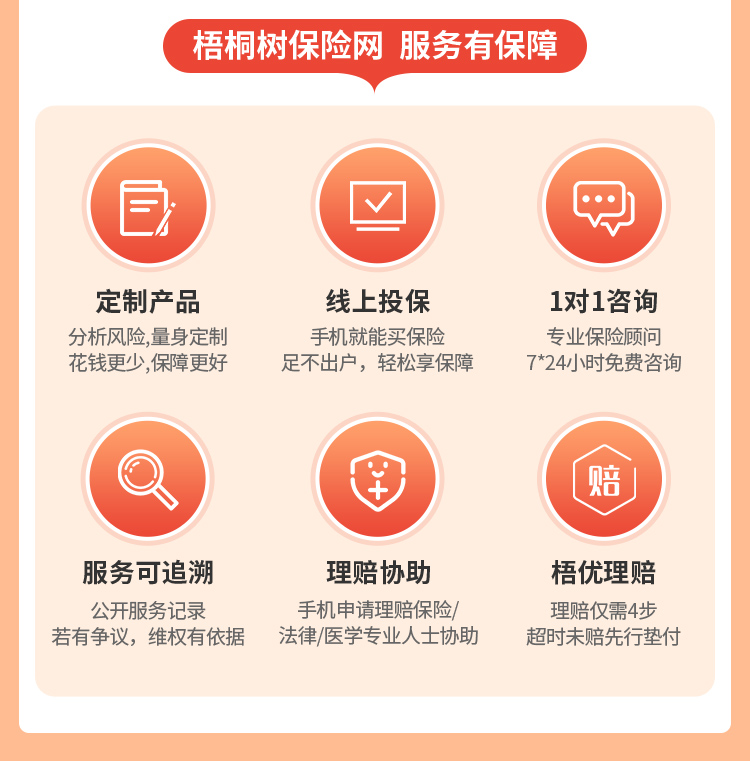 梧桐树保险网 服务有保障
定制产品
分析风险,量身定制
花钱更少,保障更好
线上投保
手机就能买保险
足不出户，轻松享保障
1对1咨询
专业保险顾问
7*24小时免费咨询
服务可追溯
公开服务记录
若有争议，维权有依据
理赔协助
手机申请理赔保险/
法律/医学专业人士协助
赔
梧优理赔
理赔仅需4步
超时未赔先行垫付